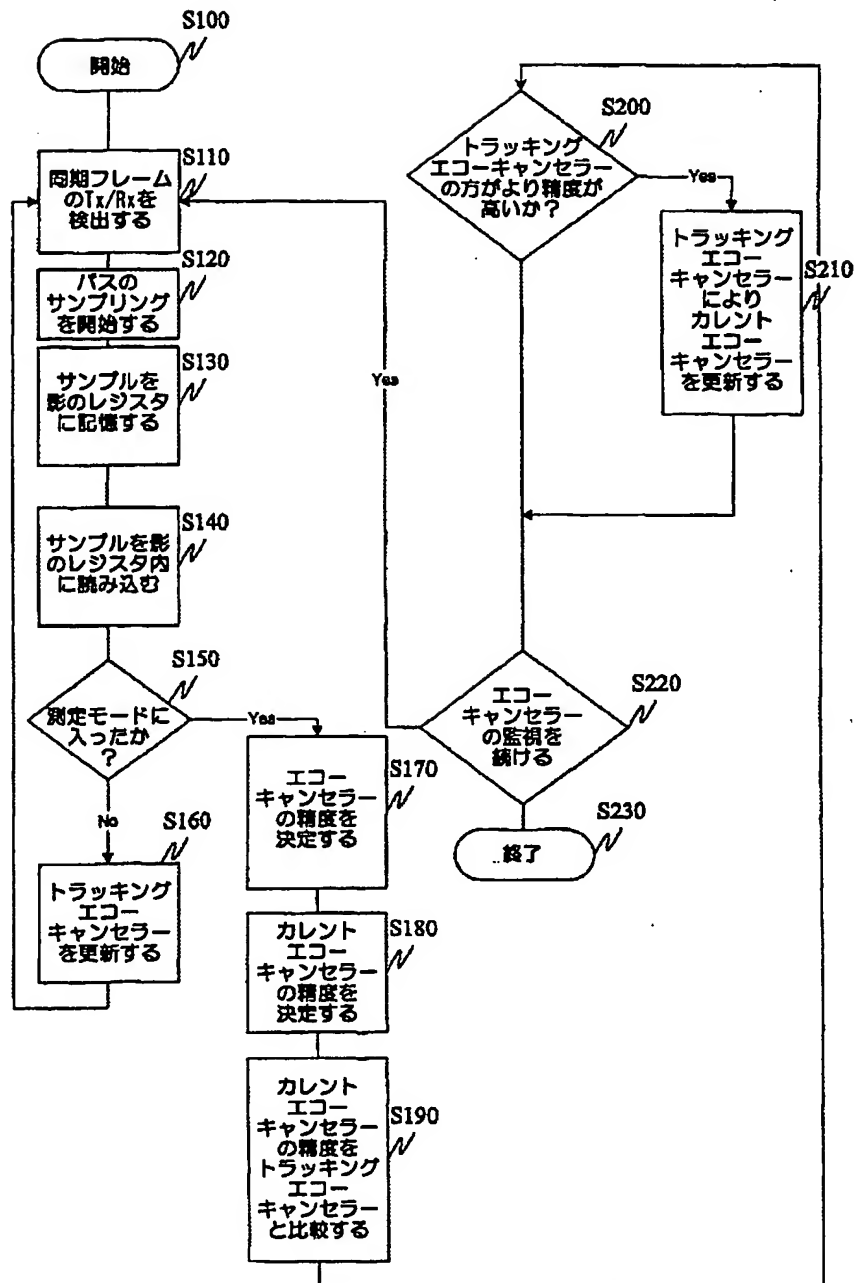 S100
開始
S110
同期フレーム
のTx/Rxを
検出する
S120
パスの
サンプリング
を開始する
S130
サンプルを
影のレジスタ
に記憶する
S140
サンプルを影
のレジスタ内
に読み込む
S150
測定モードに
入ったか
?
Yes
No
S160
トラッキング
エコー
キャンセラー
を更新する
S170
エコー
キャンセラー
の精度を
決定する
S180
カレント
エコー
キャンセラー
の精度を
決定する
S190
カレント
エコー
キャンセラー
の精度を
トラッキング
エコー
キャンセラー
と比較する
S200
トラッキング
エコーキャンセラー
の方がより精度が
高いか?
Yes
S210
トラッキング
エコー
キャンセラー
により
カレント
エコー
キャンセラー
を更新する
S220
エコー
キャンセラー
の監視を
続ける
Yes
S230
終了